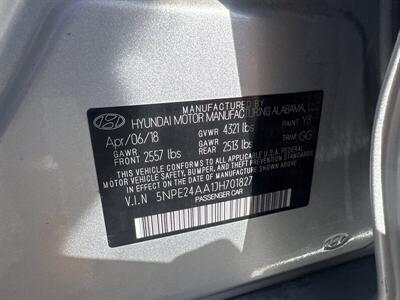 MANUFACTURED BY
HYUNDAI MOTOR MANUFACTURING ALABAMA, LLC
Apr/06/18 GVWR 4321 lbs PAINT Y8
GAWR FRONT 2557 lbs GAWR REAR 2513 lbs TRIM GG
THIS VEHICLE CONFORMS TO ALL APPLICABLE U.S.A. FEDERAL
MOTOR VEHICLE SAFETY, BUMPER, AND THEFT PREVENTION STANDARDS
IN EFFECT ON THE DATE OF MANUFACTURE SHOWN ABOVE.
V.I.N 5NPE24AA1JH701827
PASSENGER CAR